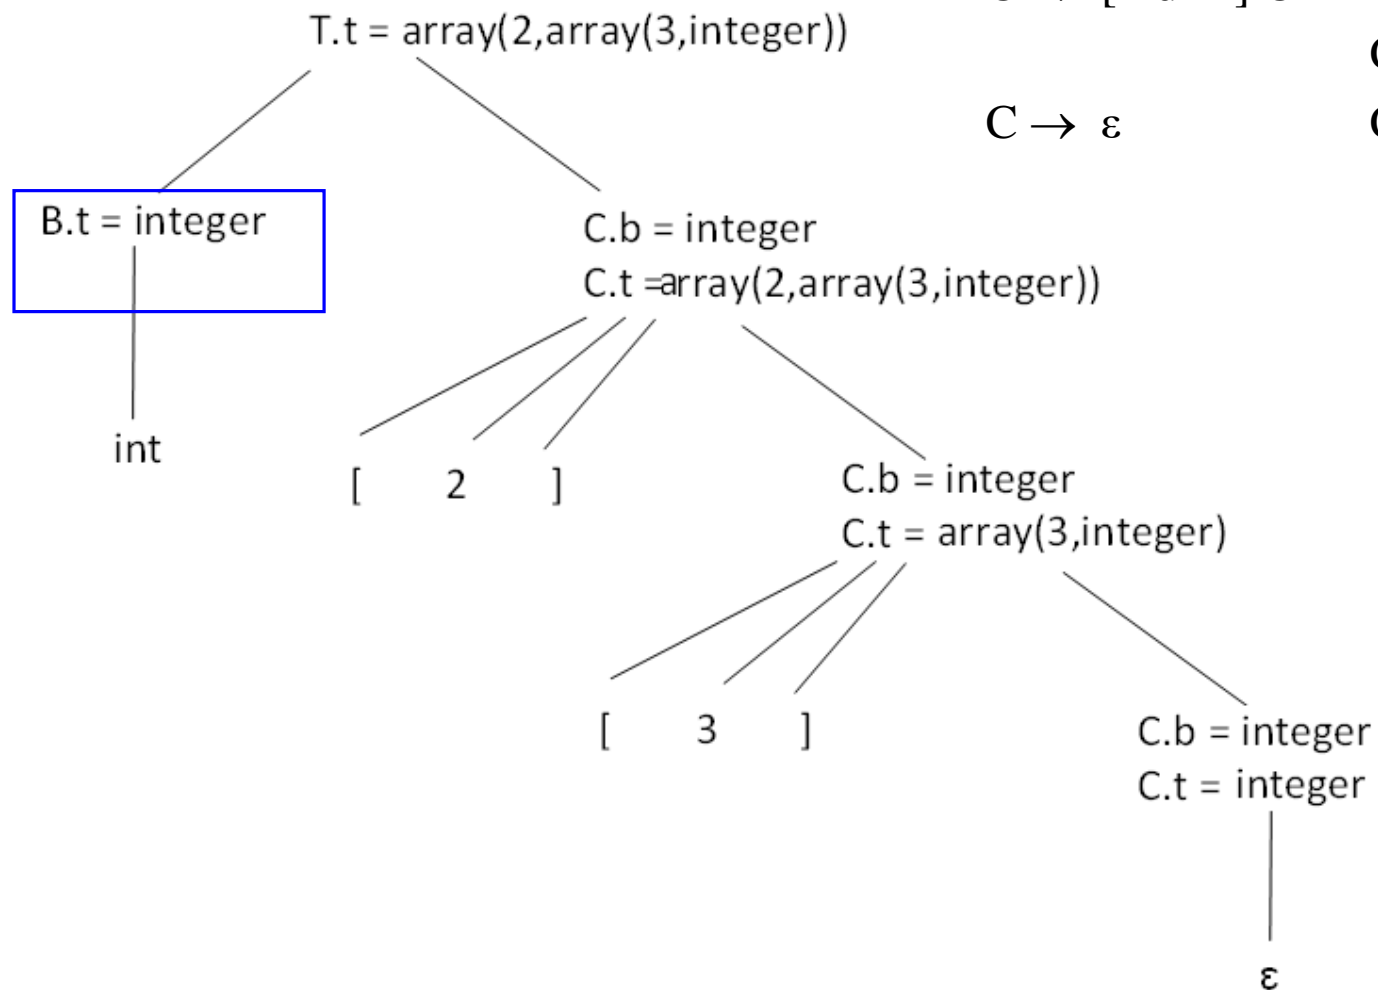 T.t = array(2,array(3,integer))
C → ε
B.t = integer
C.b = integer
C.t =array(2,array(3,integer))
int
[ 2 ]
C.b = integer
C.t = array(3,integer)
[ 3 ]
C.b = integer
C.t = integer
ε